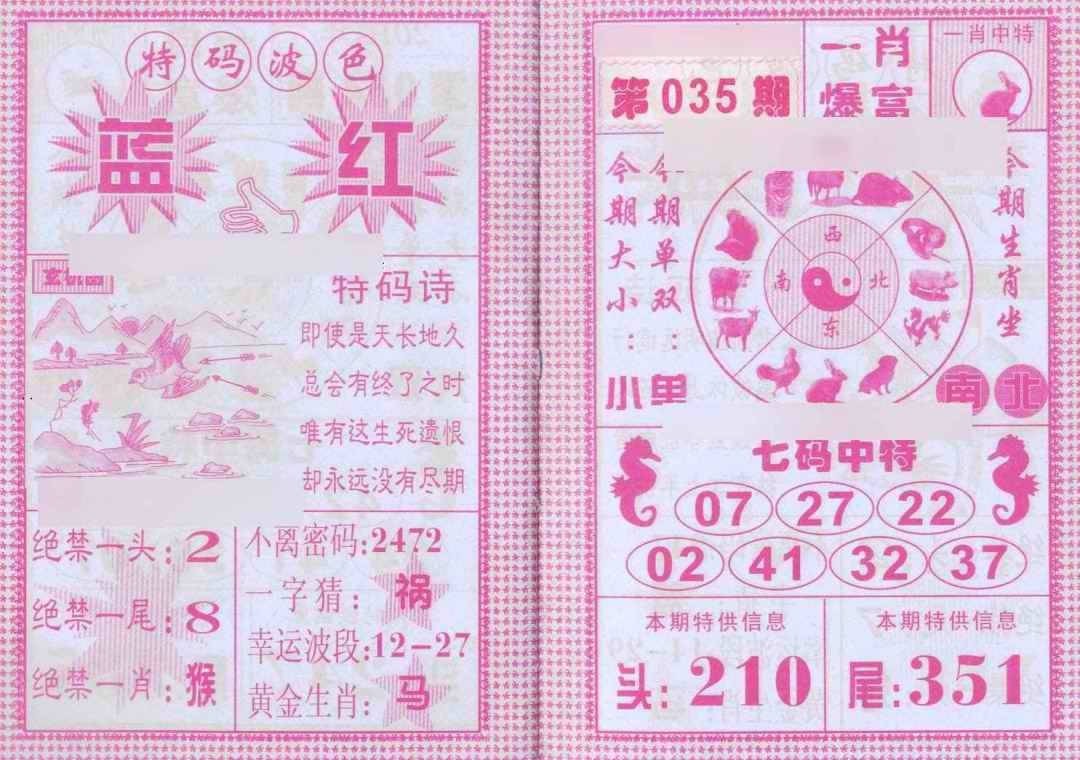 特码波色
蓝 红
特码诗
即使是天长地久
总会有终了之时
唯有这生死遗恨
却永远没有尽期
绝禁一头:2
绝禁一尾:8
绝禁一肖:猴
不离密码:2472
一字猜:祸
幸运波段:12-27
黄金生肖:马
第035期
一肖
爆富
一肖中特
今期大小:小
今期单双:单
西
南 北
东
今期生肖坐
南北
七码中特
07 27 22
02 41 32 37
本期特供信息
头:210
本期特供信息
尾:351